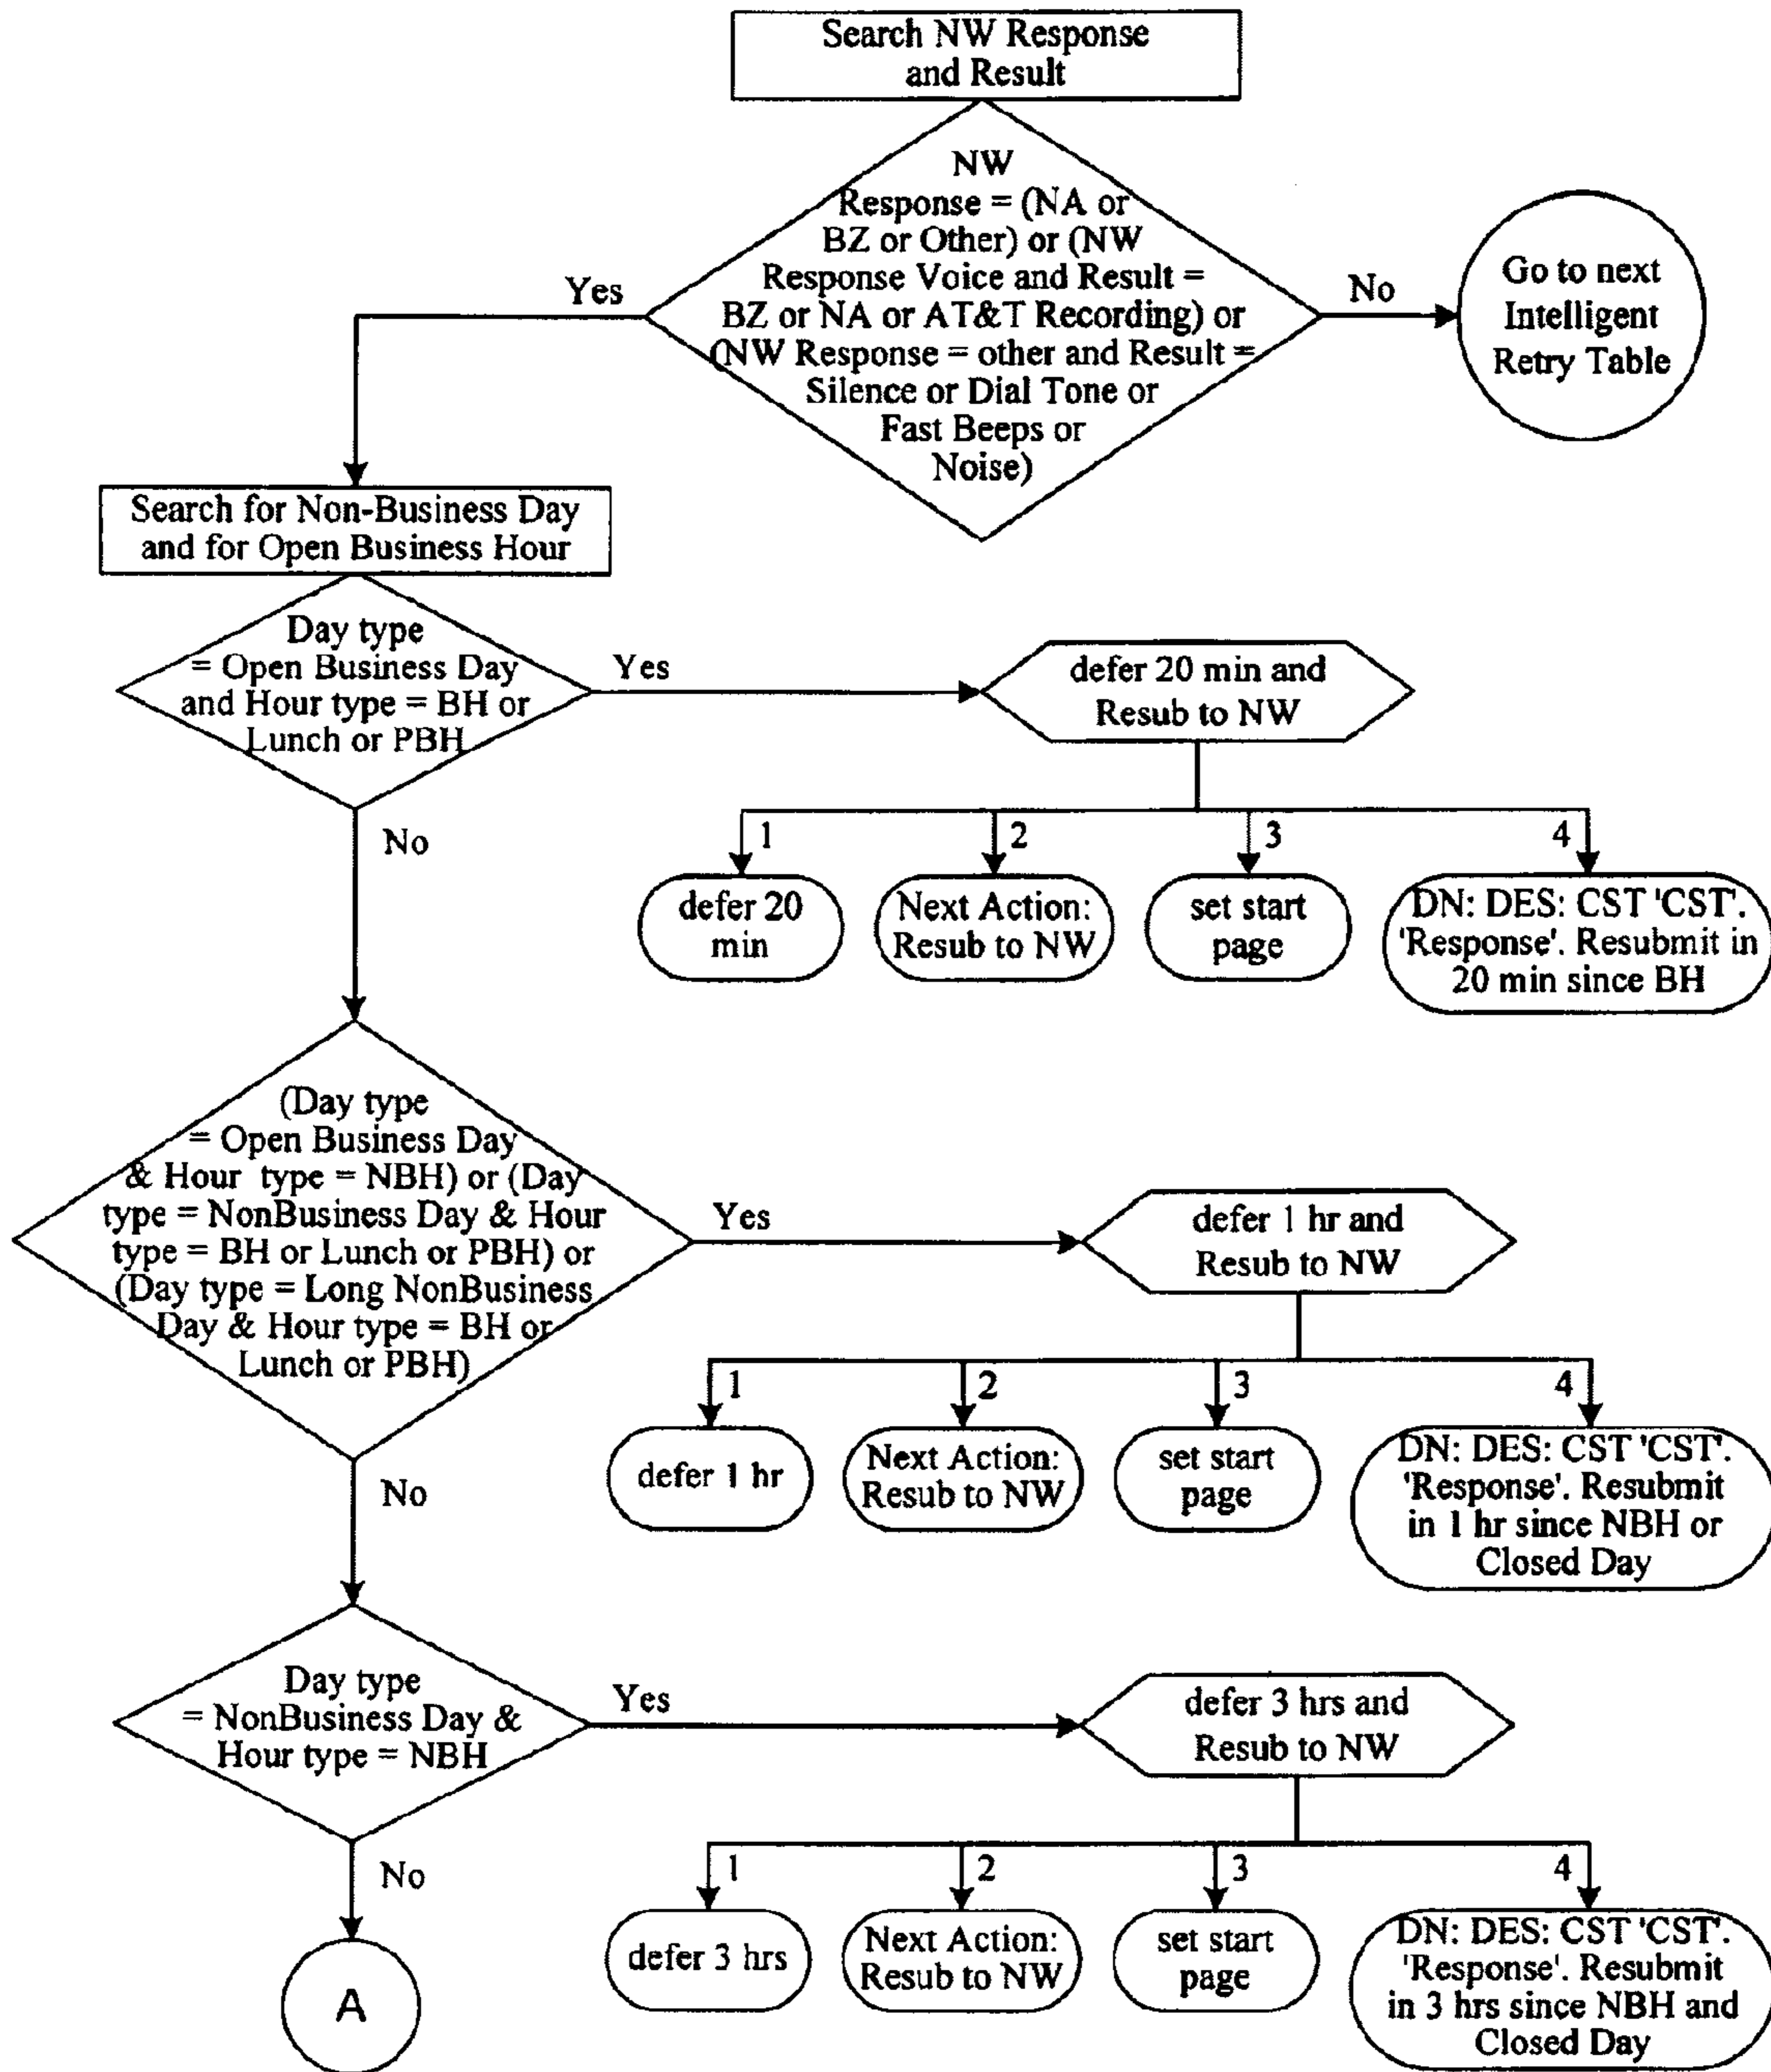 Search NW Response
and Result
NW
Response = (NA or
BZ or Other) or (NW
Response Voice and Result =
BZ or NA or AT&T Recording) or
(NW Response = other and Result =
Silence or Dial Tone or
Fast Beeps or
Noise)
Yes
No
Go to next
Intelligent
Retry Table
Search for Non-Business Day
and for Open Business Hour
Day type
= Open Business Day
and Hour type = BH or
Lunch or PBH
Yes
defer 20 min and
Resub to NW
No
1
2
3
4
defer 20
min
Next Action:
Resub to NW
set start
page
DN: DES: CST 'CST'.
'Response'. Resubmit in
20 min since BH
(Day type
= Open Business Day
& Hour type = NBH) or (Day
type = NonBusiness Day & Hour
type = BH or Lunch or PBH) or
(Day type = Long NonBusiness
Day & Hour type = BH or
Lunch or PBH)
Yes
defer 1 hr and
Resub to NW
No
1
2
3
4
defer 1 hr
Next Action:
Resub to NW
set start
page
DN: DES: CST 'CST'.
'Response'. Resubmit
in 1 hr since NBH or
Closed Day
Day type
= NonBusiness Day &
Hour type = NBH
Yes
defer 3 hrs and
Resub to NW
No
1
2
3
4
defer 3 hrs
Next Action:
Resub to NW
set start
page
DN: DES: CST 'CST'.
'Response'. Resubmit
in 3 hrs since NBH and
Closed Day
A